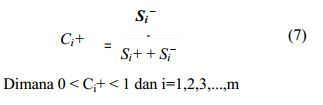 Sᵢ⁻
Cᵢ+ = (7)
Sᵢ+ + Sᵢ⁻
Dimana 0 < Cᵢ+ < 1 dan i=1,2,3,...,m